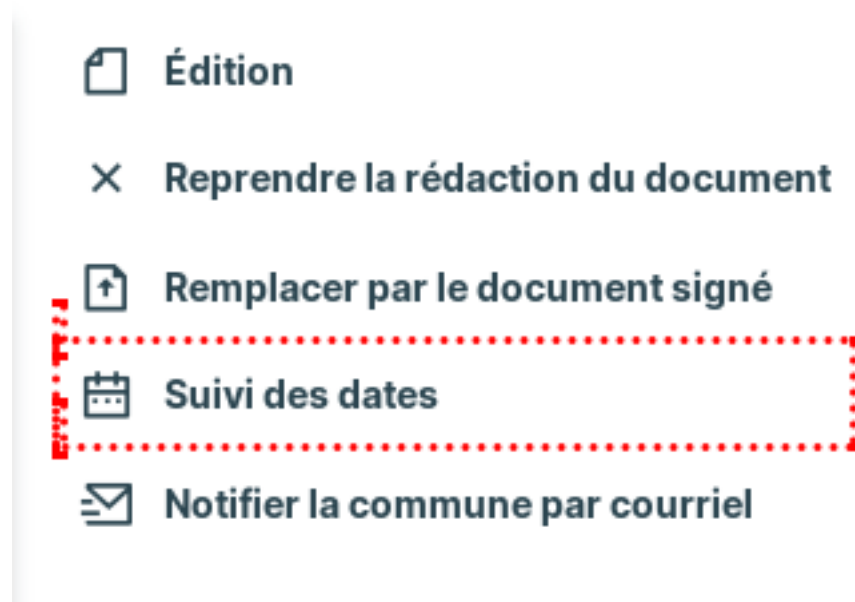 Édition
Reprendre la rédaction du document
Remplacer par le document signé
Suivi des dates
Notifier la commune par courriel